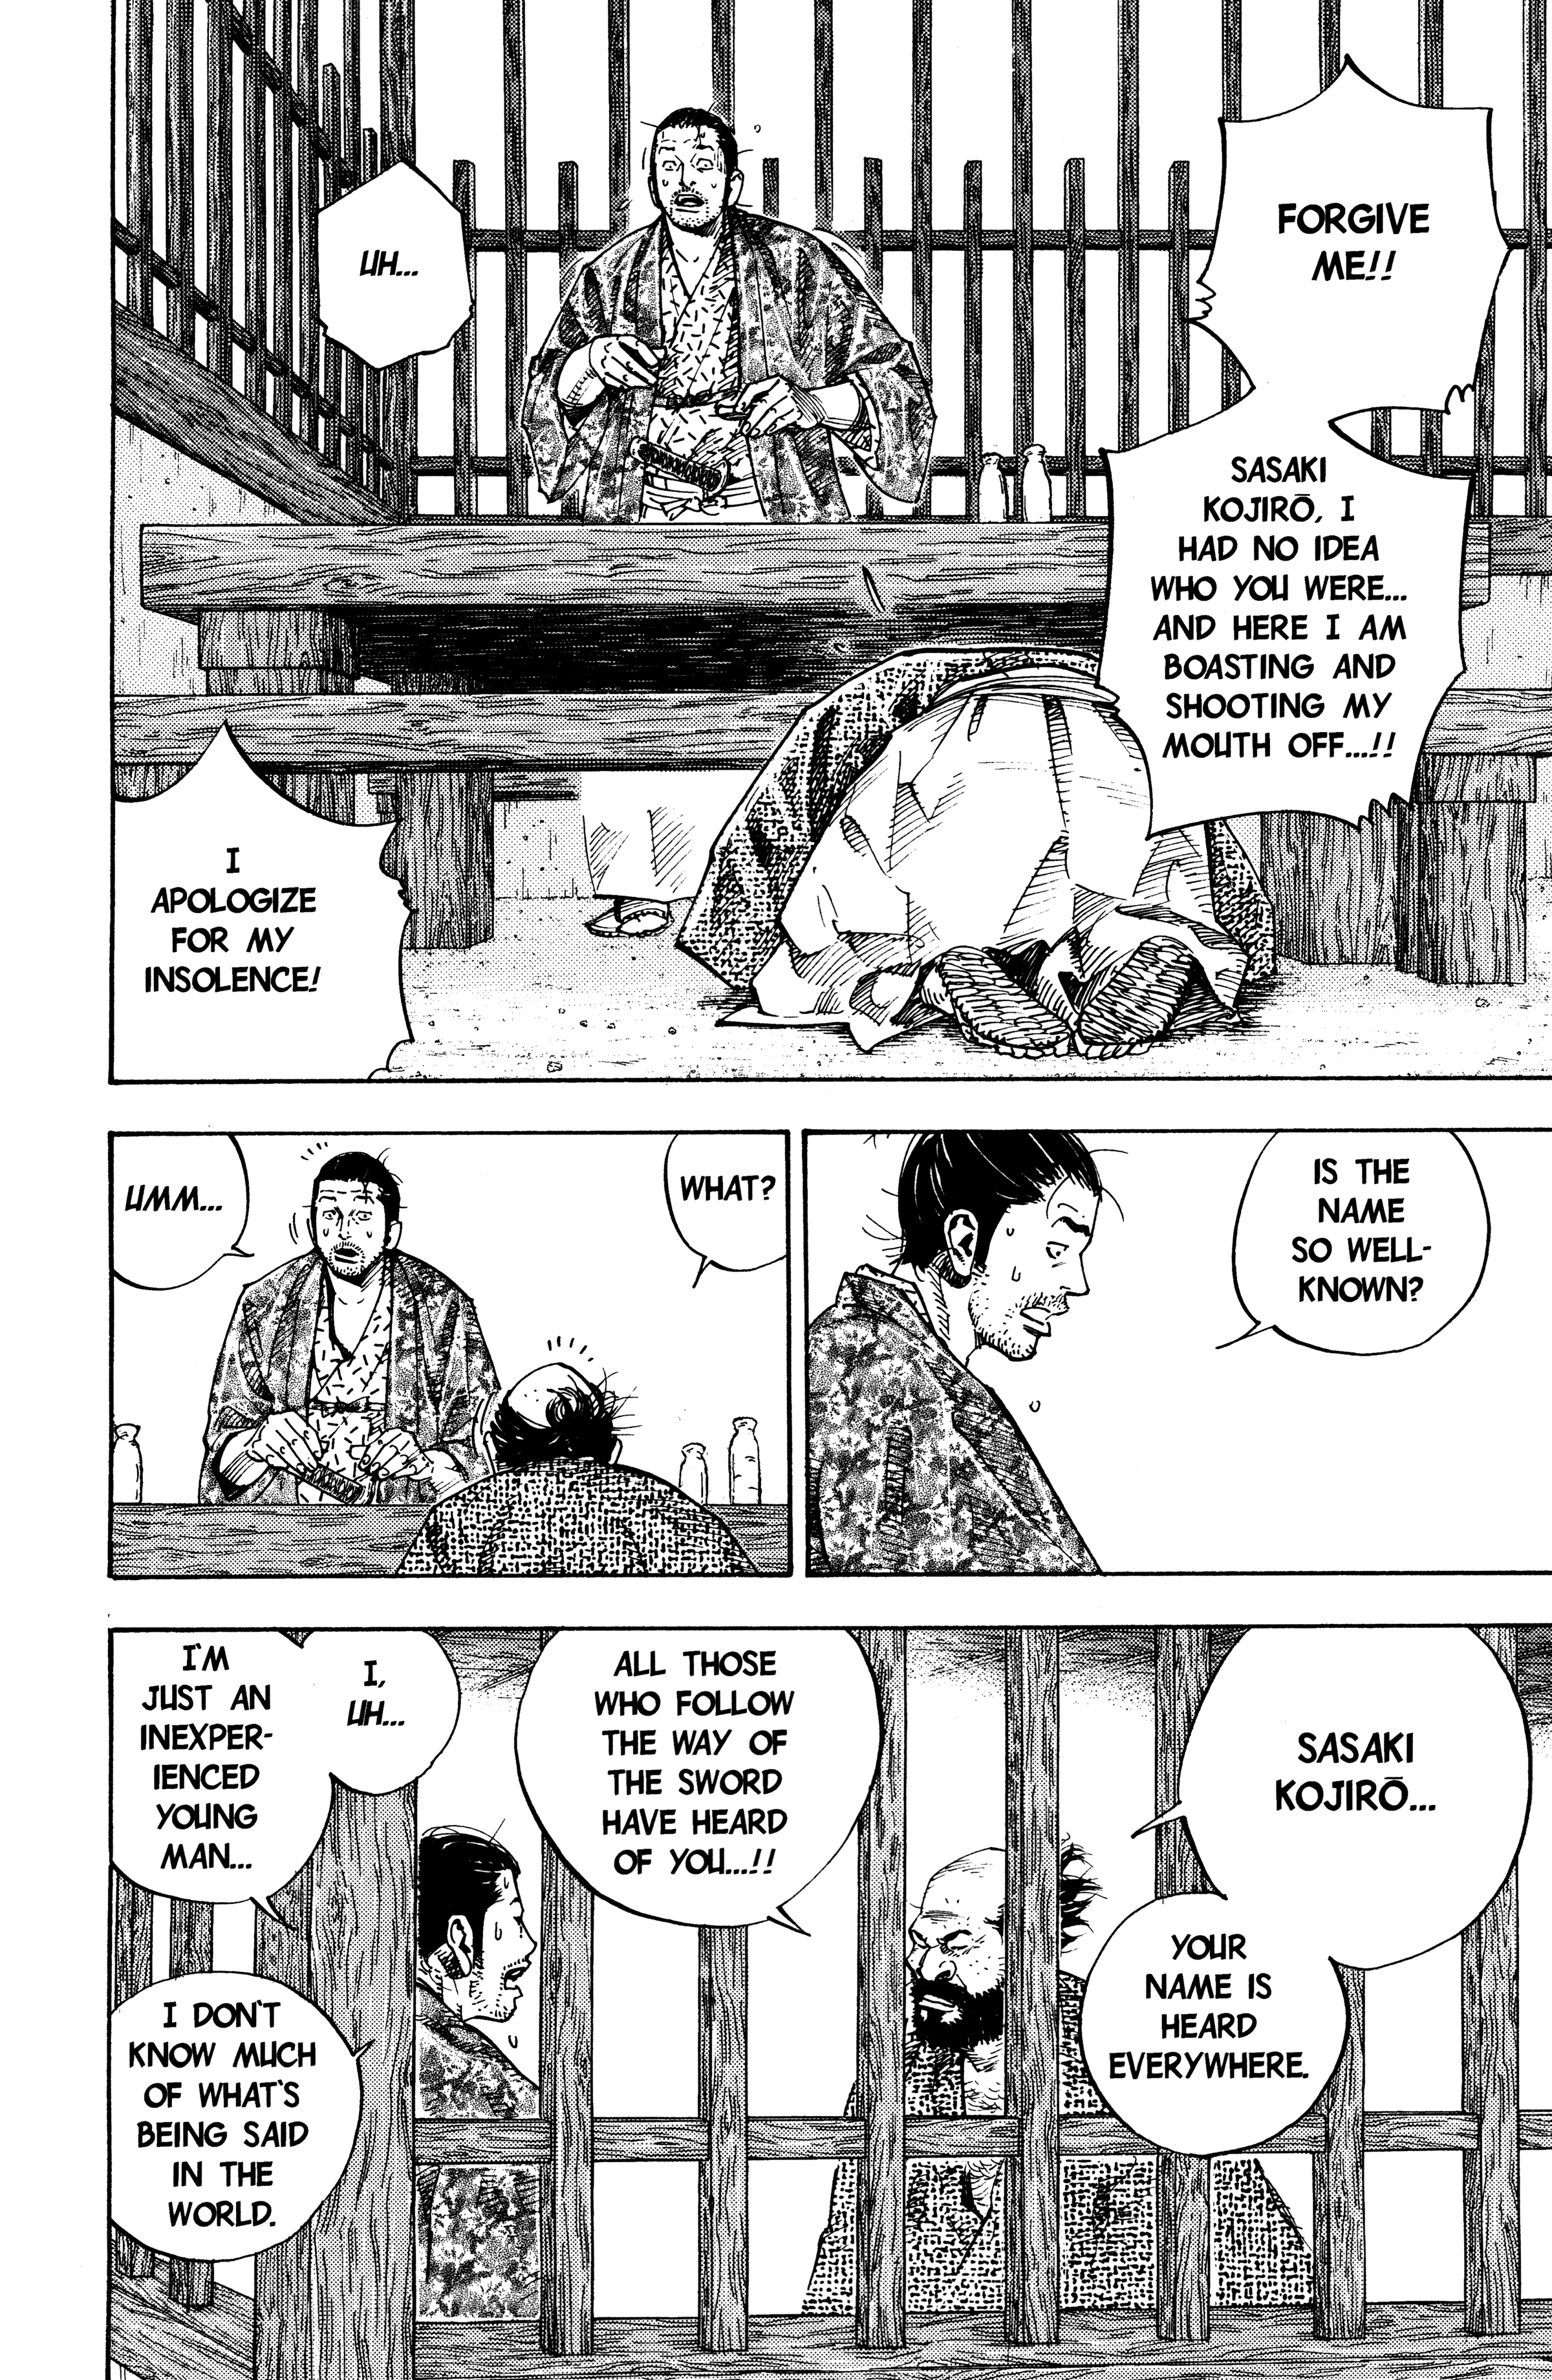 FORGIVE
ME!!
SASAKI
KOJIRŌ, I
HAD NO IDEA
WHO YOU WERE...
AND HERE I AM
BOASTING AND
SHOOTING MY
MOUTH OFF...!!
UH...
I
APOLOGIZE
FOR MY
INSOLENCE!
IS THE
NAME
SO WELL-
KNOWN?
WHAT?
UMM...
SASAKI
KOJIRŌ...
YOUR
NAME IS
HEARD
EVERYWHERE.
ALL THOSE
WHO FOLLOW
THE WAY OF
THE SWORD
HAVE HEARD
OF YOU...!!
I,
UH...
I'M
JUST AN
INEXPER-
IENCED
YOUNG
MAN...
I DON'T
KNOW MUCH
OF WHAT'S
BEING SAID
IN THE
WORLD.